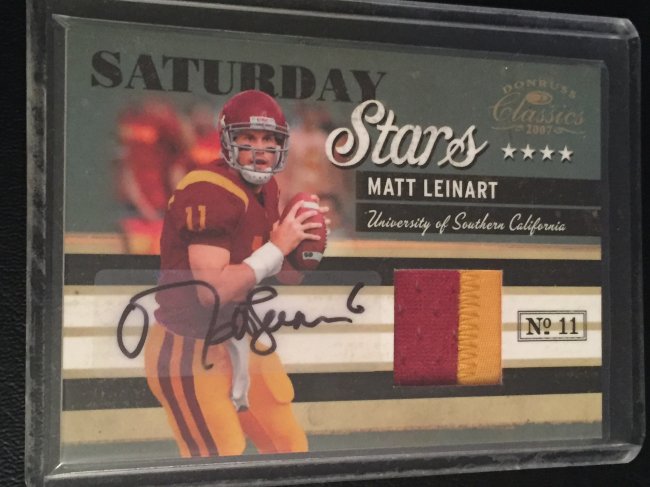 SATURDAY
Stars
DONRUSS
Classics
2007
MATT LEINART
University of Southern California
11
Nº 11